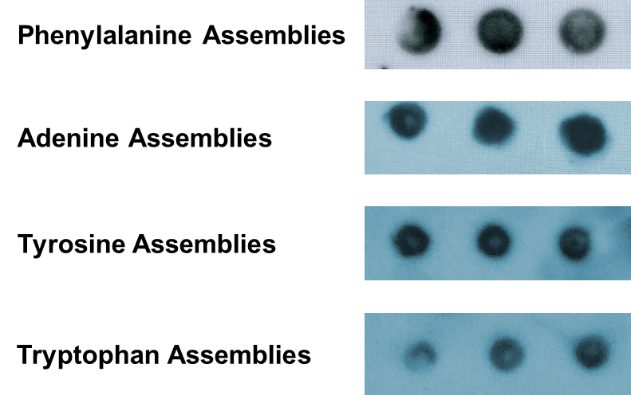 Phenylalanine Assemblies
Adenine Assemblies
Tyrosine Assemblies
Tryptophan Assemblies